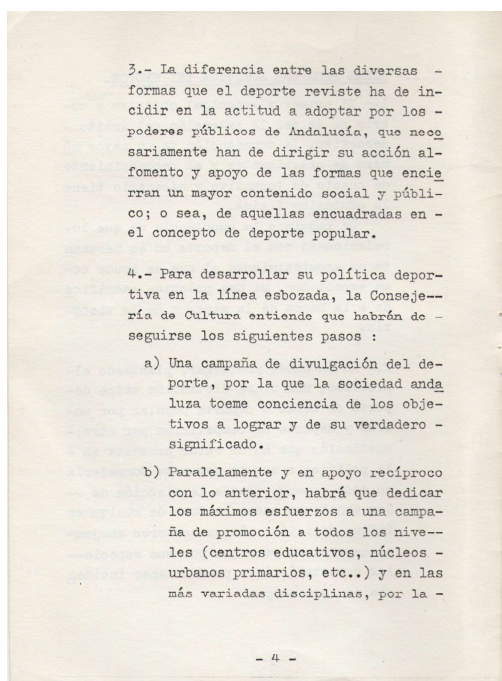 3.- La diferencia entre las diversas -
formas que el deporte reviste ha de in-
cidir en la actitud a adoptar por los -
poderes públicos de Andalucía, que nece
sariamente han de dirigir su acción al-
fomento y apoyo de las formas que encie
rran un mayor contenido social y públi-
co; o sea, de aquellas encuadradas en -
el concepto de deporte popular.
4.- Para desarrollar su política depor-
tiva en la línea esbozada, la Conseje--
ría de Cultura entiende que habrán de -
seguirse los siguientes pasos :
a) Una campaña de divulgación del de-
porte, por la que la sociedad anda
luza toeme conciencia de los obje-
tivos a lograr y de su verdadero -
significado.
b) Paralelamente y en apoyo recíproco
con lo anterior, habrá que dedicar
los máximos esfuerzos a una campa-
ña de promoción a todos los nive--
les (centros educativos, núcleos -
urbanos primarios, etc..) y en las
más variadas disciplinas, por la -
- 4 -